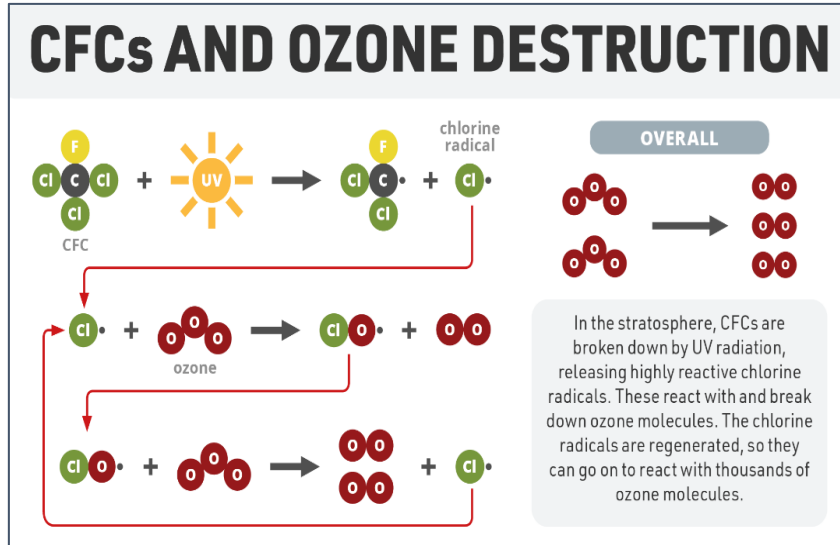 CFCs AND OZONE DESTRUCTION
F
Cl C Cl
Cl
CFC
+
UV
F
Cl C•
Cl
+
chlorine
radical
Cl•
Cl• + O O O ClO• + O O
ozone
Cl O• + O O O
O O
O O
+ Cl•
OVERALL
O O O
O O O
O O
O O
O O
In the stratosphere, CFCs are
broken down by UV radiation,
releasing highly reactive chlorine
radicals. These react with and break
down ozone molecules. The chlorine
radicals are regenerated, so they
can go on to react with thousands of
ozone molecules.